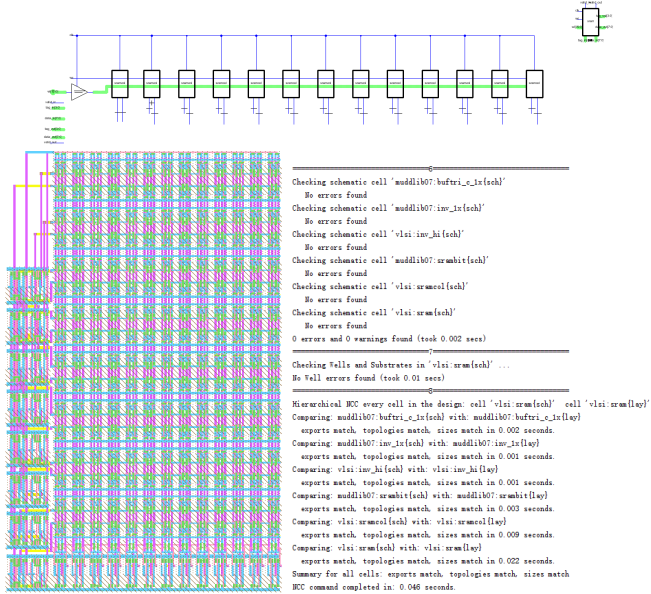 6
Checking schematic cell 'muddlib07:buftri_c_1x{sch}'
No errors found
Checking schematic cell 'muddlib07:inv_1x{sch}'
No errors found
Checking schematic cell 'vlsi:inv_hi{sch}'
No errors found
Checking schematic cell 'muddlib07:srambit{sch}'
No errors found
Checking schematic cell 'vlsi:sramcol{sch}'
No errors found
Checking schematic cell 'vlsi:sram{sch}'
No errors found
0 errors and 0 warnings found (took 0.002 secs)
7
Checking Wells and Substrates in 'vlsi:sram{sch}' ...
No Well errors found (took 0.01 secs)
8
Hierarchical NCC every cell in the design: cell 'vlsi:sram{sch}' cell 'vlsi:sram{lay}'
Comparing: muddlib07:buftri_c_1x{sch} with: muddlib07:buftri_c_1x{lay}
exports match, topologies match, sizes match in 0.002 seconds.
Comparing: muddlib07:inv_1x{sch} with: muddlib07:inv_1x{lay}
exports match, topologies match, sizes match in 0.001 seconds.
Comparing: vlsi:inv_hi{sch} with: vlsi:inv_hi{lay}
exports match, topologies match, sizes match in 0.001 seconds.
Comparing: muddlib07:srambit{sch} with: muddlib07:srambit{lay}
exports match, topologies match, sizes match in 0.003 seconds.
Comparing: vlsi:sramcol{sch} with: vlsi:sramcol{lay}
exports match, topologies match, sizes match in 0.009 seconds.
Comparing: vlsi:sram{sch} with: vlsi:sram{lay}
exports match, topologies match, sizes match in 0.022 seconds.
Summary for all cells: exports match, topologies match, sizes match
NCC command completed in: 0.046 seconds.